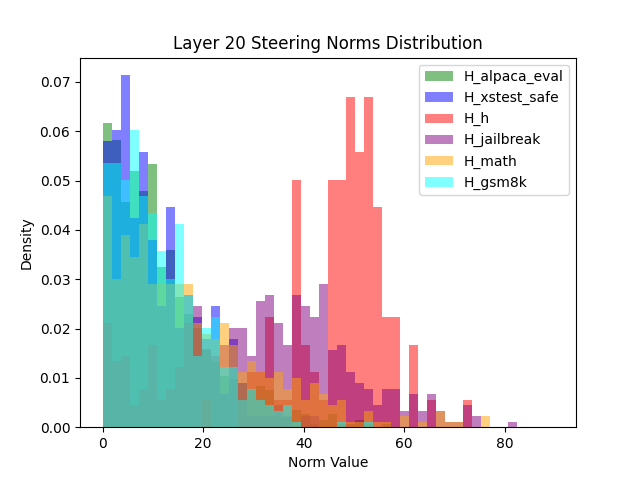 Layer 20 Steering Norms Distribution
H_alpaca_eval
H_xstest_safe
H_h
H_jailbreak
H_math
H_gsm8k
0.07
0.06
0.05
0.04
0.03
0.02
0.01
0.00
Density
0 20 40 60 80
Norm Value